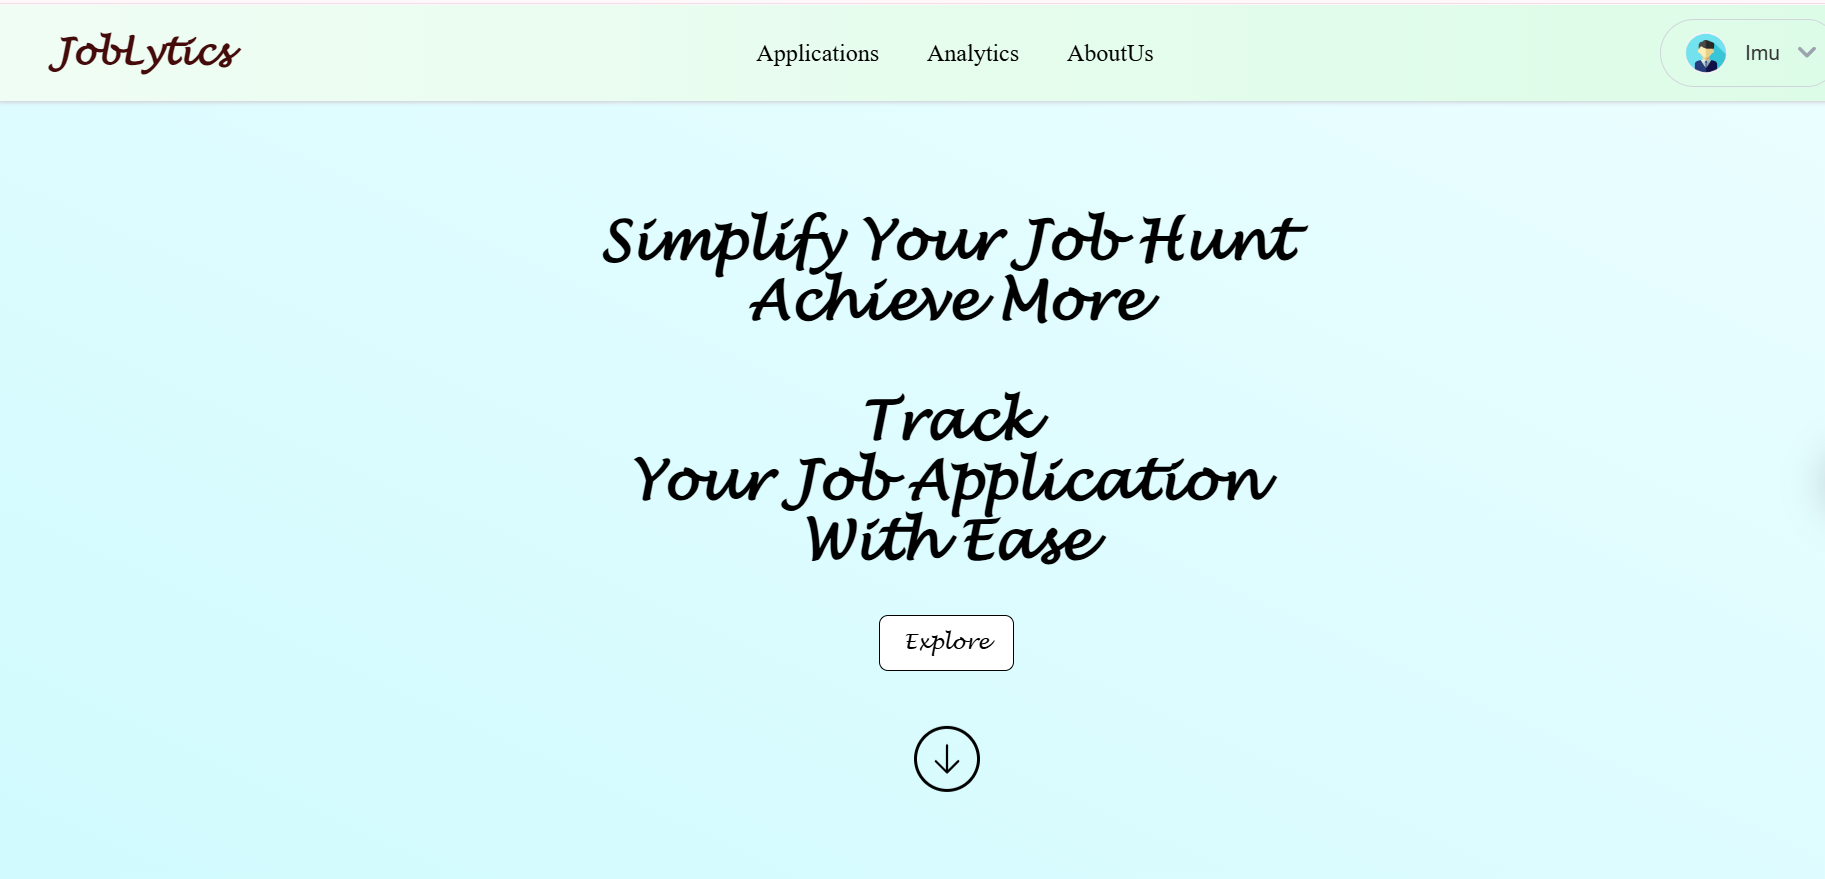 JobLytics
Applications Analytics AboutUs
Imu
Simplify Your Job Hunt
Achieve More
Track
Your Job Application
With Ease
Explore